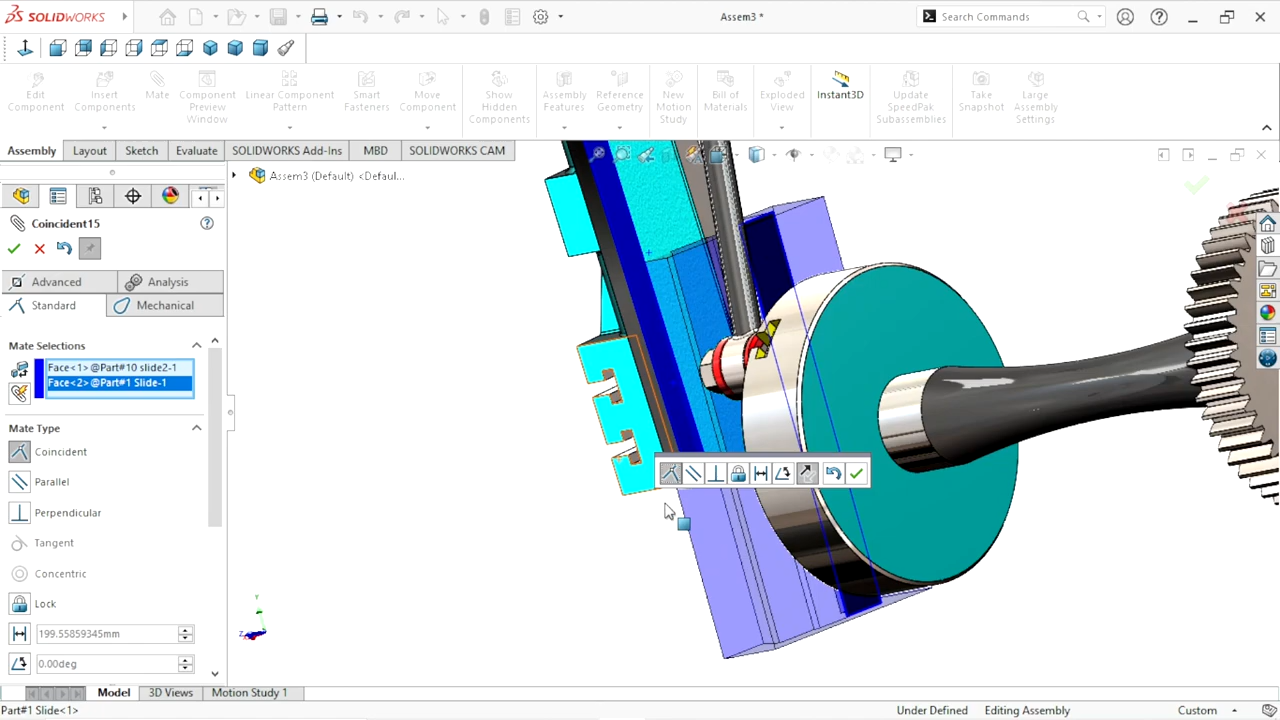 SOLIDWORKS
Assem3 *
Search Commands
Edit Component
Insert Components
Mate
Component Preview Window
Linear Component Pattern
Smart Fasteners
Move Component
Show Hidden Components
Assembly Features
Reference Geometry
New Motion Study
Bill of Materials
Exploded View
Instant3D
Update SpeedPak Subassemblies
Take Snapshot
Large Assembly Settings
Assembly
Layout
Sketch
Evaluate
SOLIDWORKS Add-Ins
MBD
SOLIDWORKS CAM
Assem3 (Default) <Defaul...
Coincident15
Advanced
Analysis
Standard
Mechanical
Mate Selections
Face<1> @Part#10 slide2-1
Face<2> @Part#1 Slide-1
Mate Type
Coincident
Parallel
Perpendicular
Tangent
Concentric
Lock
199.55859345mm
0.00deg
Model
3D Views
Motion Study 1
Part#1 Slide<1>
Under Defined
Editing Assembly
Custom